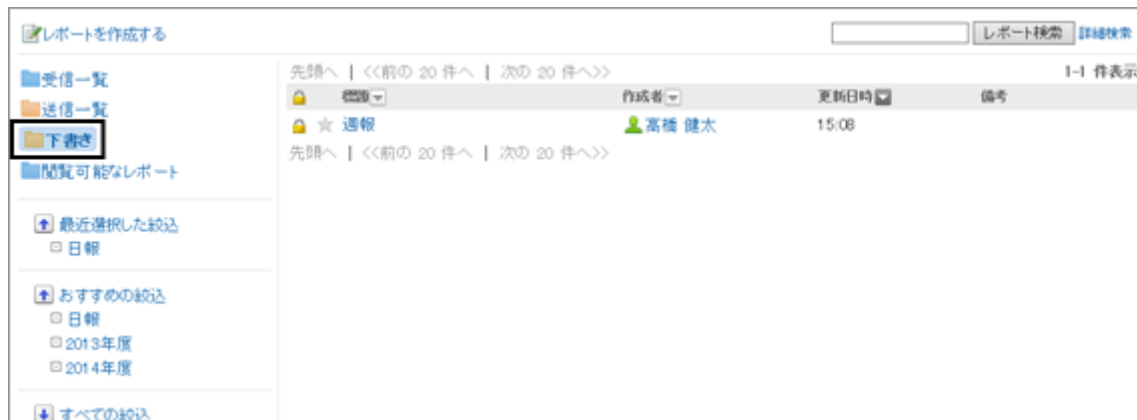 レポートを作成する
レポート検索 詳細検索
受信一覧
送信一覧
下書き
閲覧可能なレポート
最近選択した絞込
日報
おすすめの絞込
日報
2013年度
2014年度
すべての絞込
先頭へ | <<前の 20 件へ | 次の 20 件へ>>
1-1 件表示
標題 作成者 更新日時 備考
週報 高橋 健太 15:08
先頭へ | <<前の 20 件へ | 次の 20 件へ>>